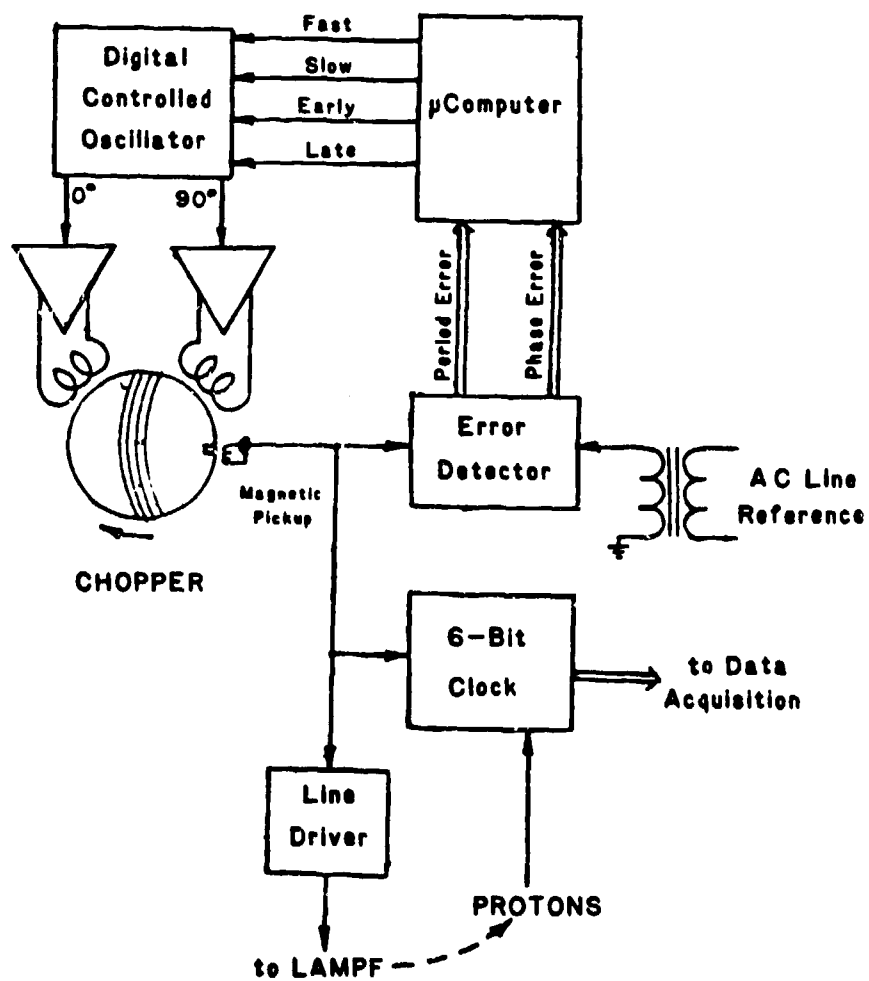 Fast
Slow
Early
Late
Digital
Controlled
Oscillator
μComputer
0°
90°
Period Error
Phase Error
Error
Detector
Magnetic
Pickup
AC Line
Reference
CHOPPER
6-Bit
Clock
to Data
Acquisition
Line
Driver
PROTONS
to LAMPF